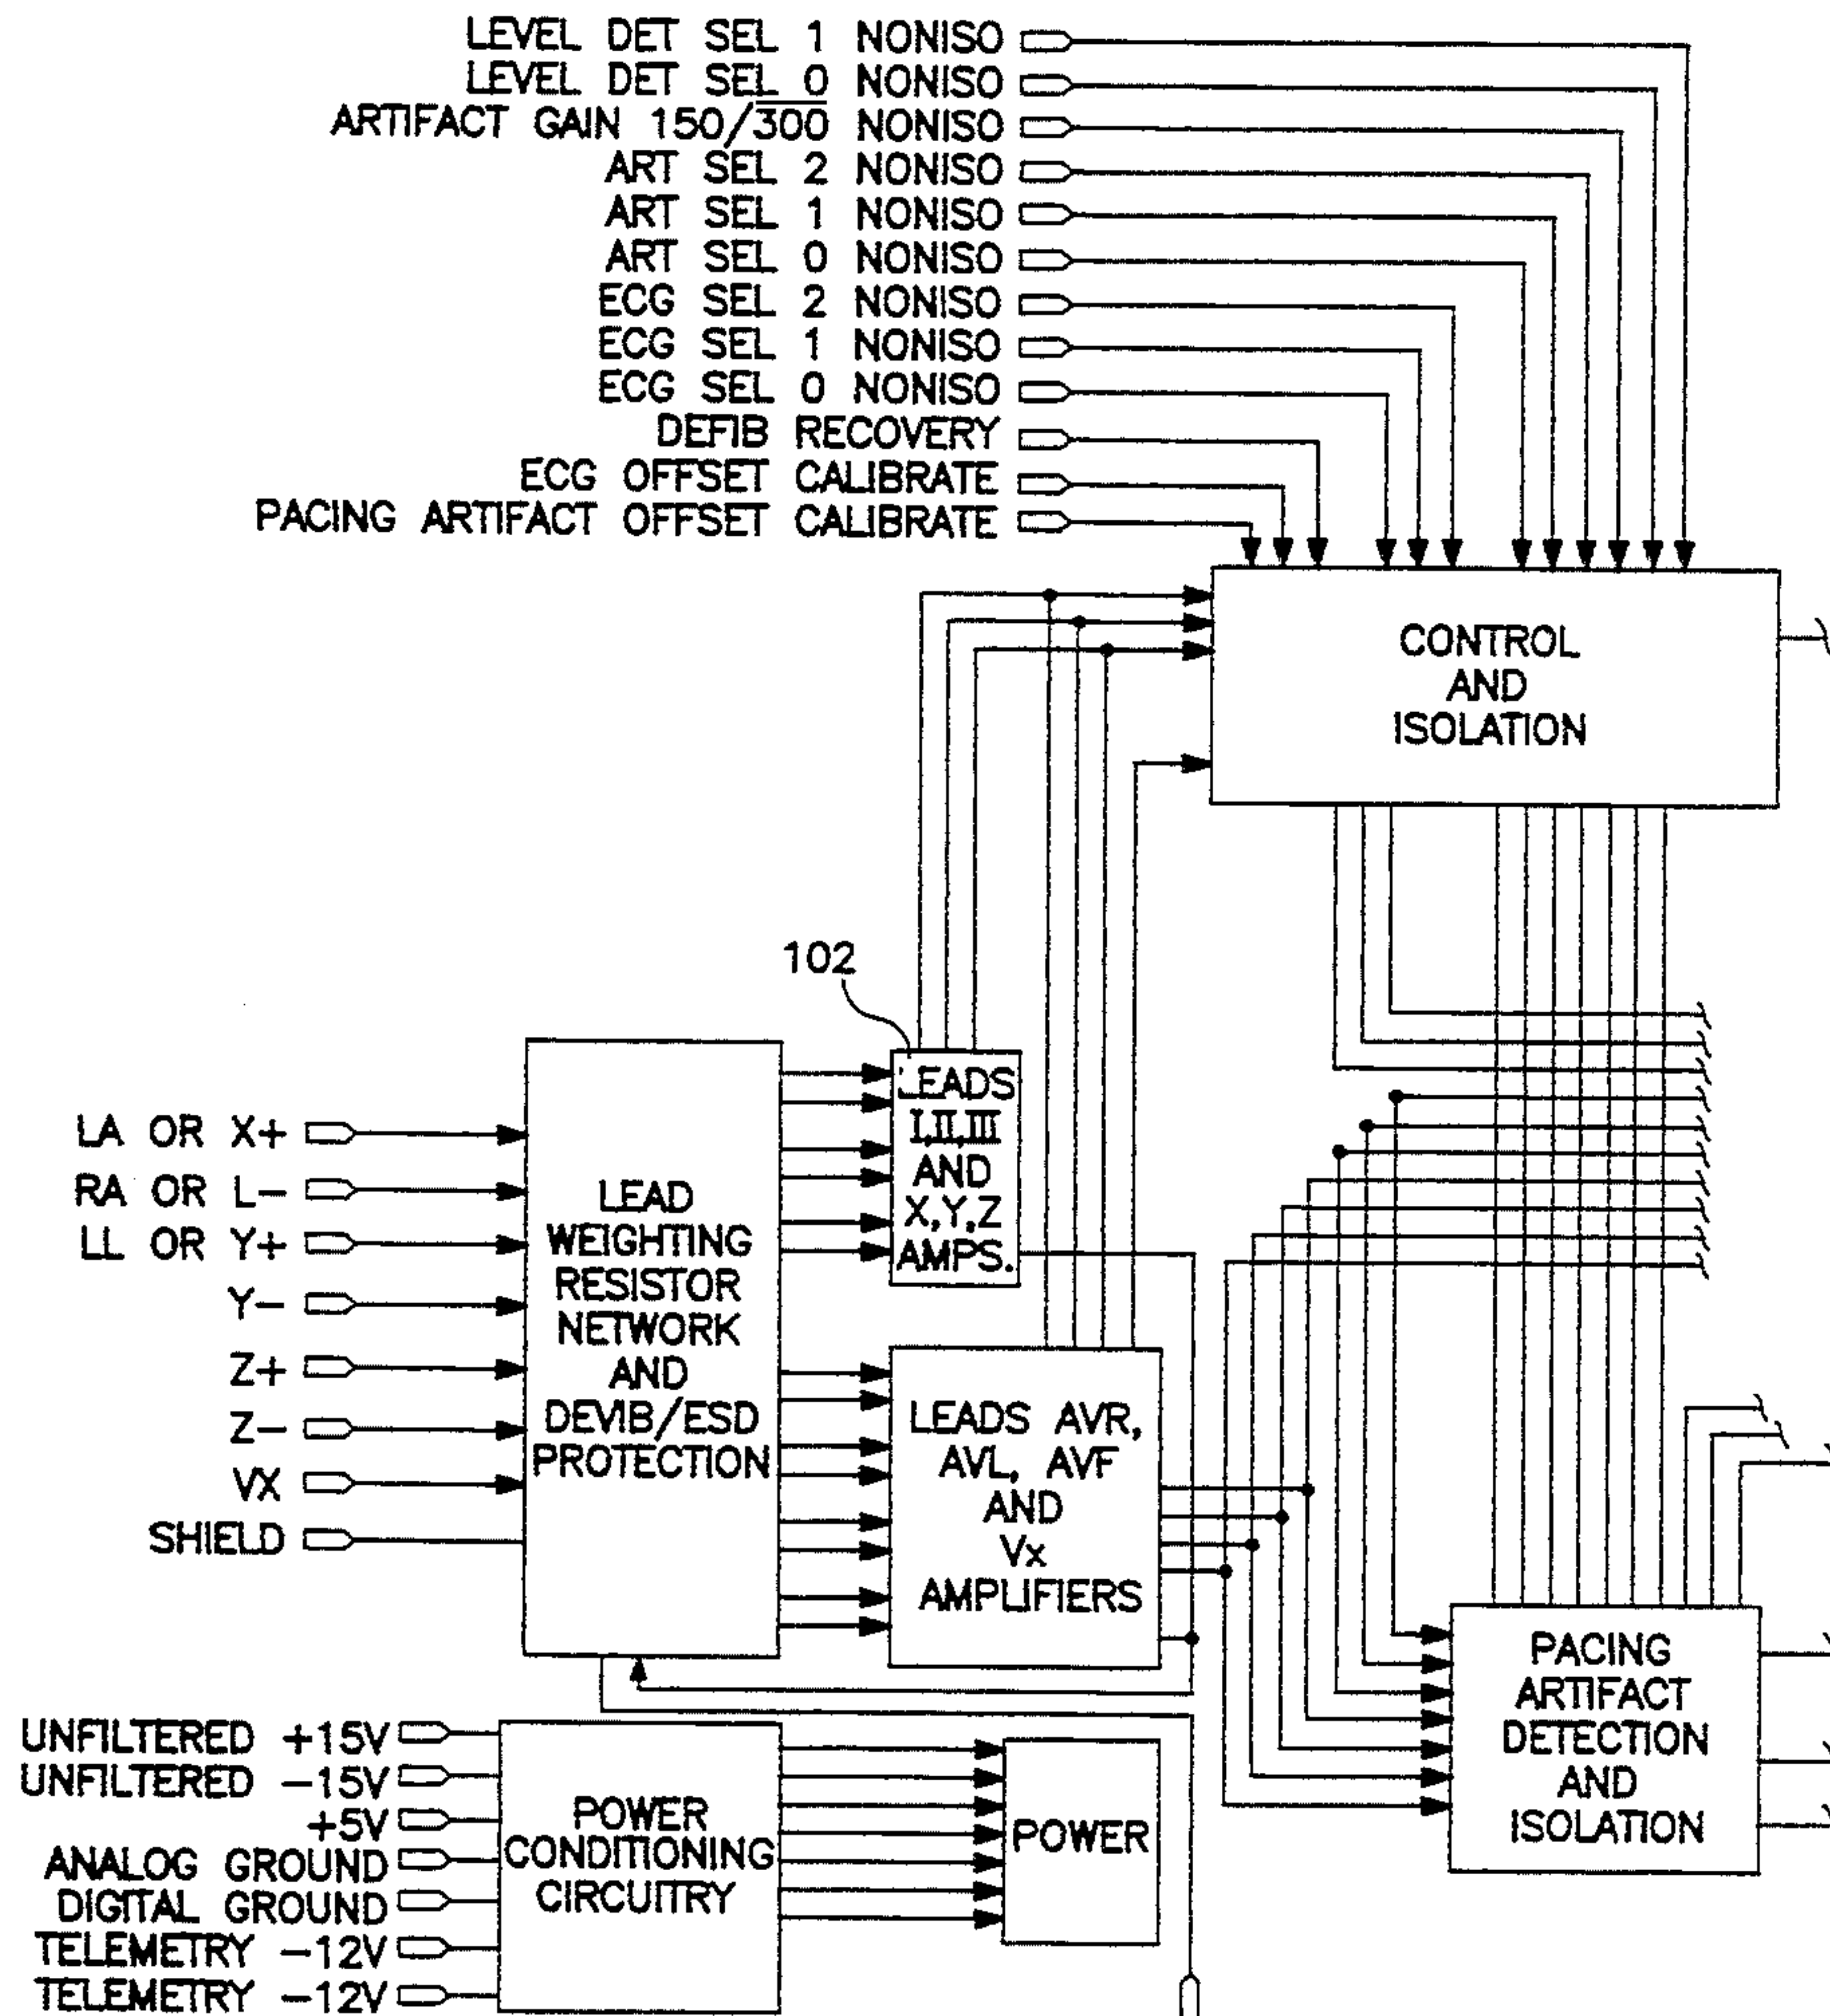 LEVEL DET SEL 1 NONISO
LEVEL DET SEL 0 NONISO
ARTIFACT GAIN 150/3̅0̅0̅ NONISO
ART SEL 2 NONISO
ART SEL 1 NONISO
ART SEL 0 NONISO
ECG SEL 2 NONISO
ECG SEL 1 NONISO
ECG SEL 0 NONISO
DEFIB RECOVERY
ECG OFFSET CALIBRATE
PACING ARTIFACT OFFSET CALIBRATE
CONTROL
AND
ISOLATION
102
LEADS
I,II,III
AND
X,Y,Z
AMPS.
LA OR X+
RA OR L-
LL OR Y+
Y-
Z+
Z-
VX
SHIELD
LEAD
WEIGHTING
RESISTOR
NETWORK
AND
DEVIB/ESD
PROTECTION
LEADS AVR,
AVL, AVF
AND
Vx
AMPLIFIERS
PACING
ARTIFACT
DETECTION
AND
ISOLATION
UNFILTERED +15V
UNFILTERED -15V
+5V
ANALOG GROUND
DIGITAL GROUND
TELEMETRY -12V
TELEMETRY -12V
POWER
CONDITIONING
CIRCUITRY
POWER